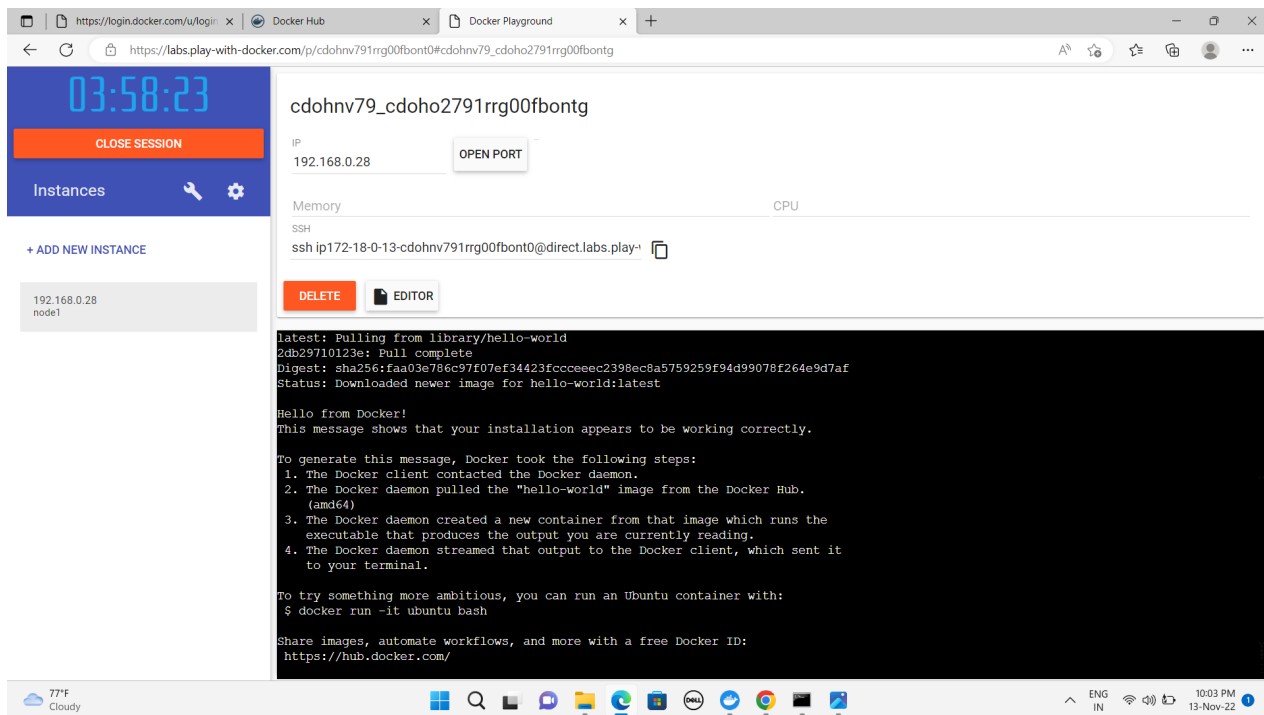 https://login.docker.com/u/login
Docker Hub
Docker Playground
https://labs.play-with-docker.com/p/cdohnv791rrg00fbont0#cdohnv79_cdoho2791rrg00fbontg
03:58:23
CLOSE SESSION
Instances
+ ADD NEW INSTANCE
192.168.0.28
node1
cdohnv79_cdoho2791rrg00fbontg
IP
192.168.0.28
OPEN PORT
Memory
CPU
SSH
ssh ip172-18-0-13-cdohnv791rrg00fbont0@direct.labs.play-
DELETE
EDITOR
latest: Pulling from library/hello-world
2db29710123e: Pull complete
Digest: sha256:faa03e786c97f07ef34423fccceeec2398ec8a5759259f94d99078f264e9d7af
Status: Downloaded newer image for hello-world:latest
Hello from Docker!
This message shows that your installation appears to be working correctly.
To generate this message, Docker took the following steps:
1. The Docker client contacted the Docker daemon.
2. The Docker daemon pulled the "hello-world" image from the Docker Hub.
(amd64)
3. The Docker daemon created a new container from that image which runs the
executable that produces the output you are currently reading.
4. The Docker daemon streamed that output to the Docker client, which sent it
to your terminal.
To try something more ambitious, you can run an Ubuntu container with:
$ docker run -it ubuntu bash
Share images, automate workflows, and more with a free Docker ID:
https://hub.docker.com/
77°F
Cloudy
DELL
ENG
IN
10:03 PM
13-Nov-22
1